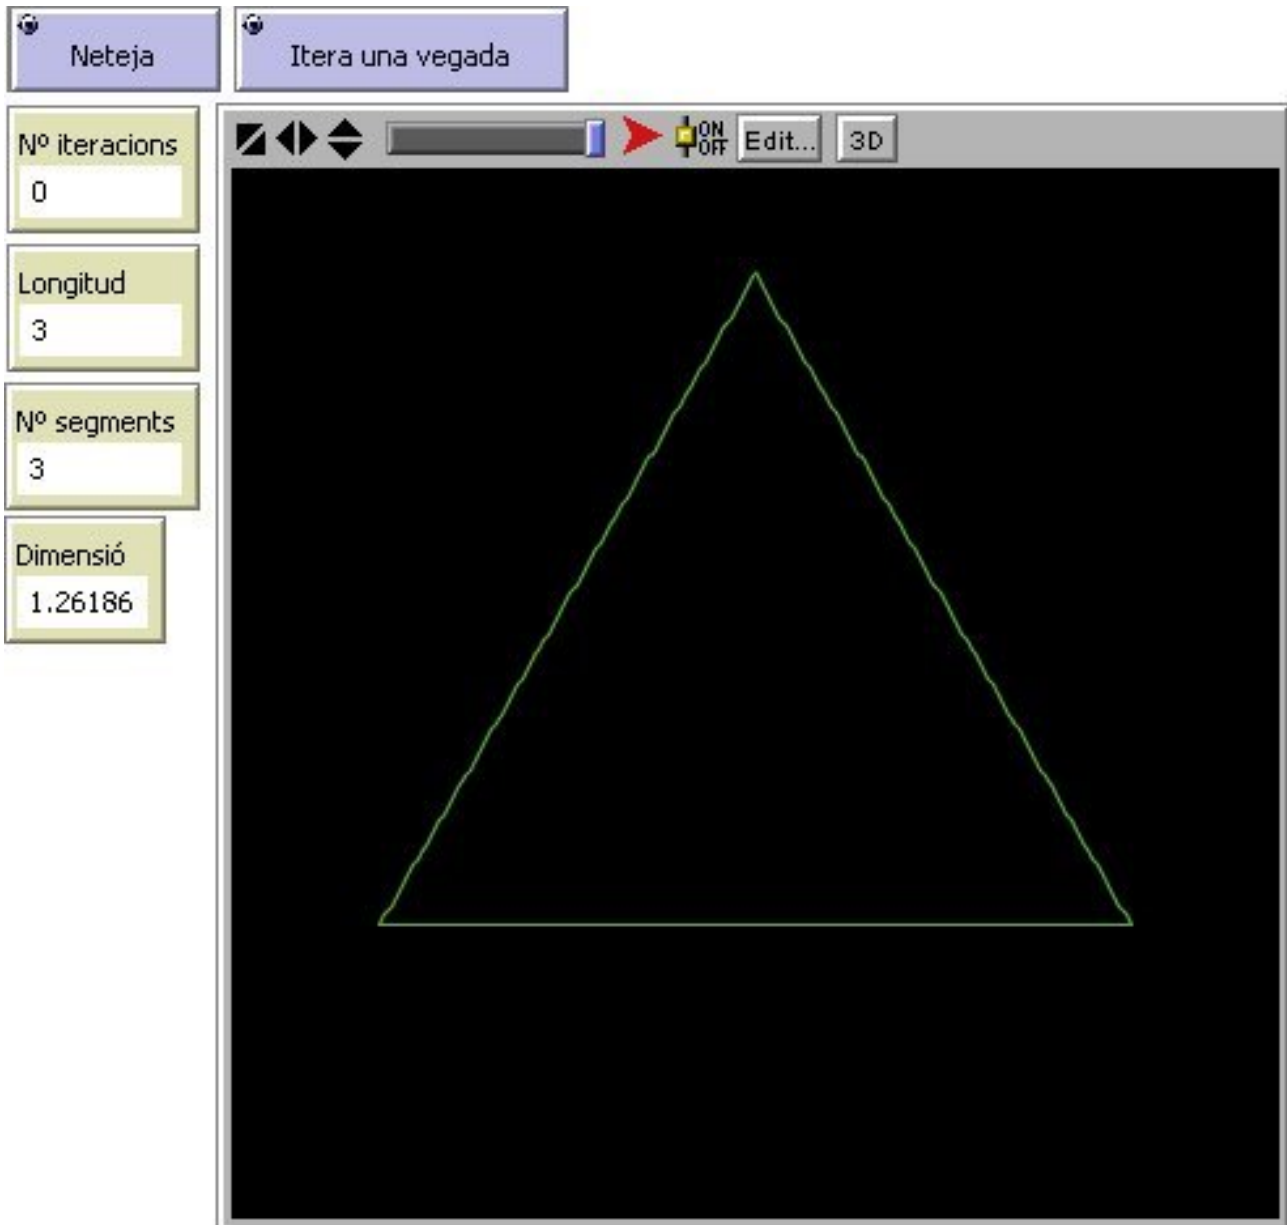 Neteja
Itera una vegada
Nº iteracions
0
ON
OFF
Edit...
3D
Longitud
3
Nº segments
3
Dimensió
1.26186